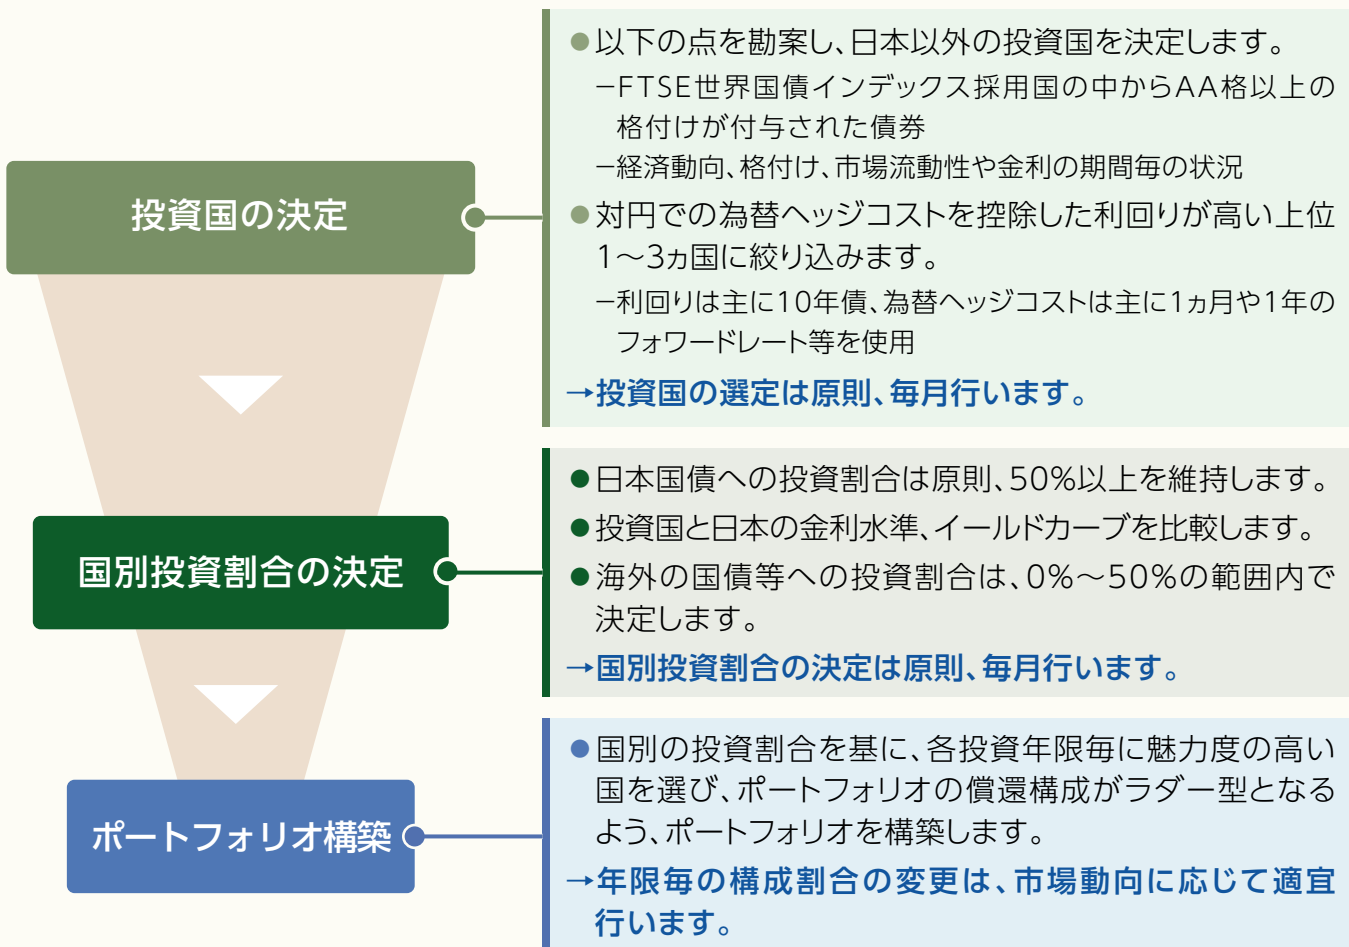 投資国の決定
●以下の点を勘案し、日本以外の投資国を決定します。
－FTSE世界国債インデックス採用国の中からAA格以上の
格付けが付与された債券
－経済動向、格付け、市場流動性や金利の期間毎の状況
●対円での為替ヘッジコストを控除した利回りが高い上位
1～3ヵ国に絞り込みます。
－利回りは主に10年債、為替ヘッジコストは主に1ヵ月や1年の
フォワードレート等を使用
→投資国の選定は原則、毎月行います。
国別投資割合の決定
●日本国債への投資割合は原則、50%以上を維持します。
●投資国と日本の金利水準、イールドカーブを比較します。
●海外の国債等への投資割合は、0%～50%の範囲内で
決定します。
→国別投資割合の決定は原則、毎月行います。
ポートフォリオ構築
●国別の投資割合を基に、各投資年限毎に魅力度の高い
国を選び、ポートフォリオの償還構成がラダー型となる
よう、ポートフォリオを構築します。
→年限毎の構成割合の変更は、市場動向に応じて適宜
行います。